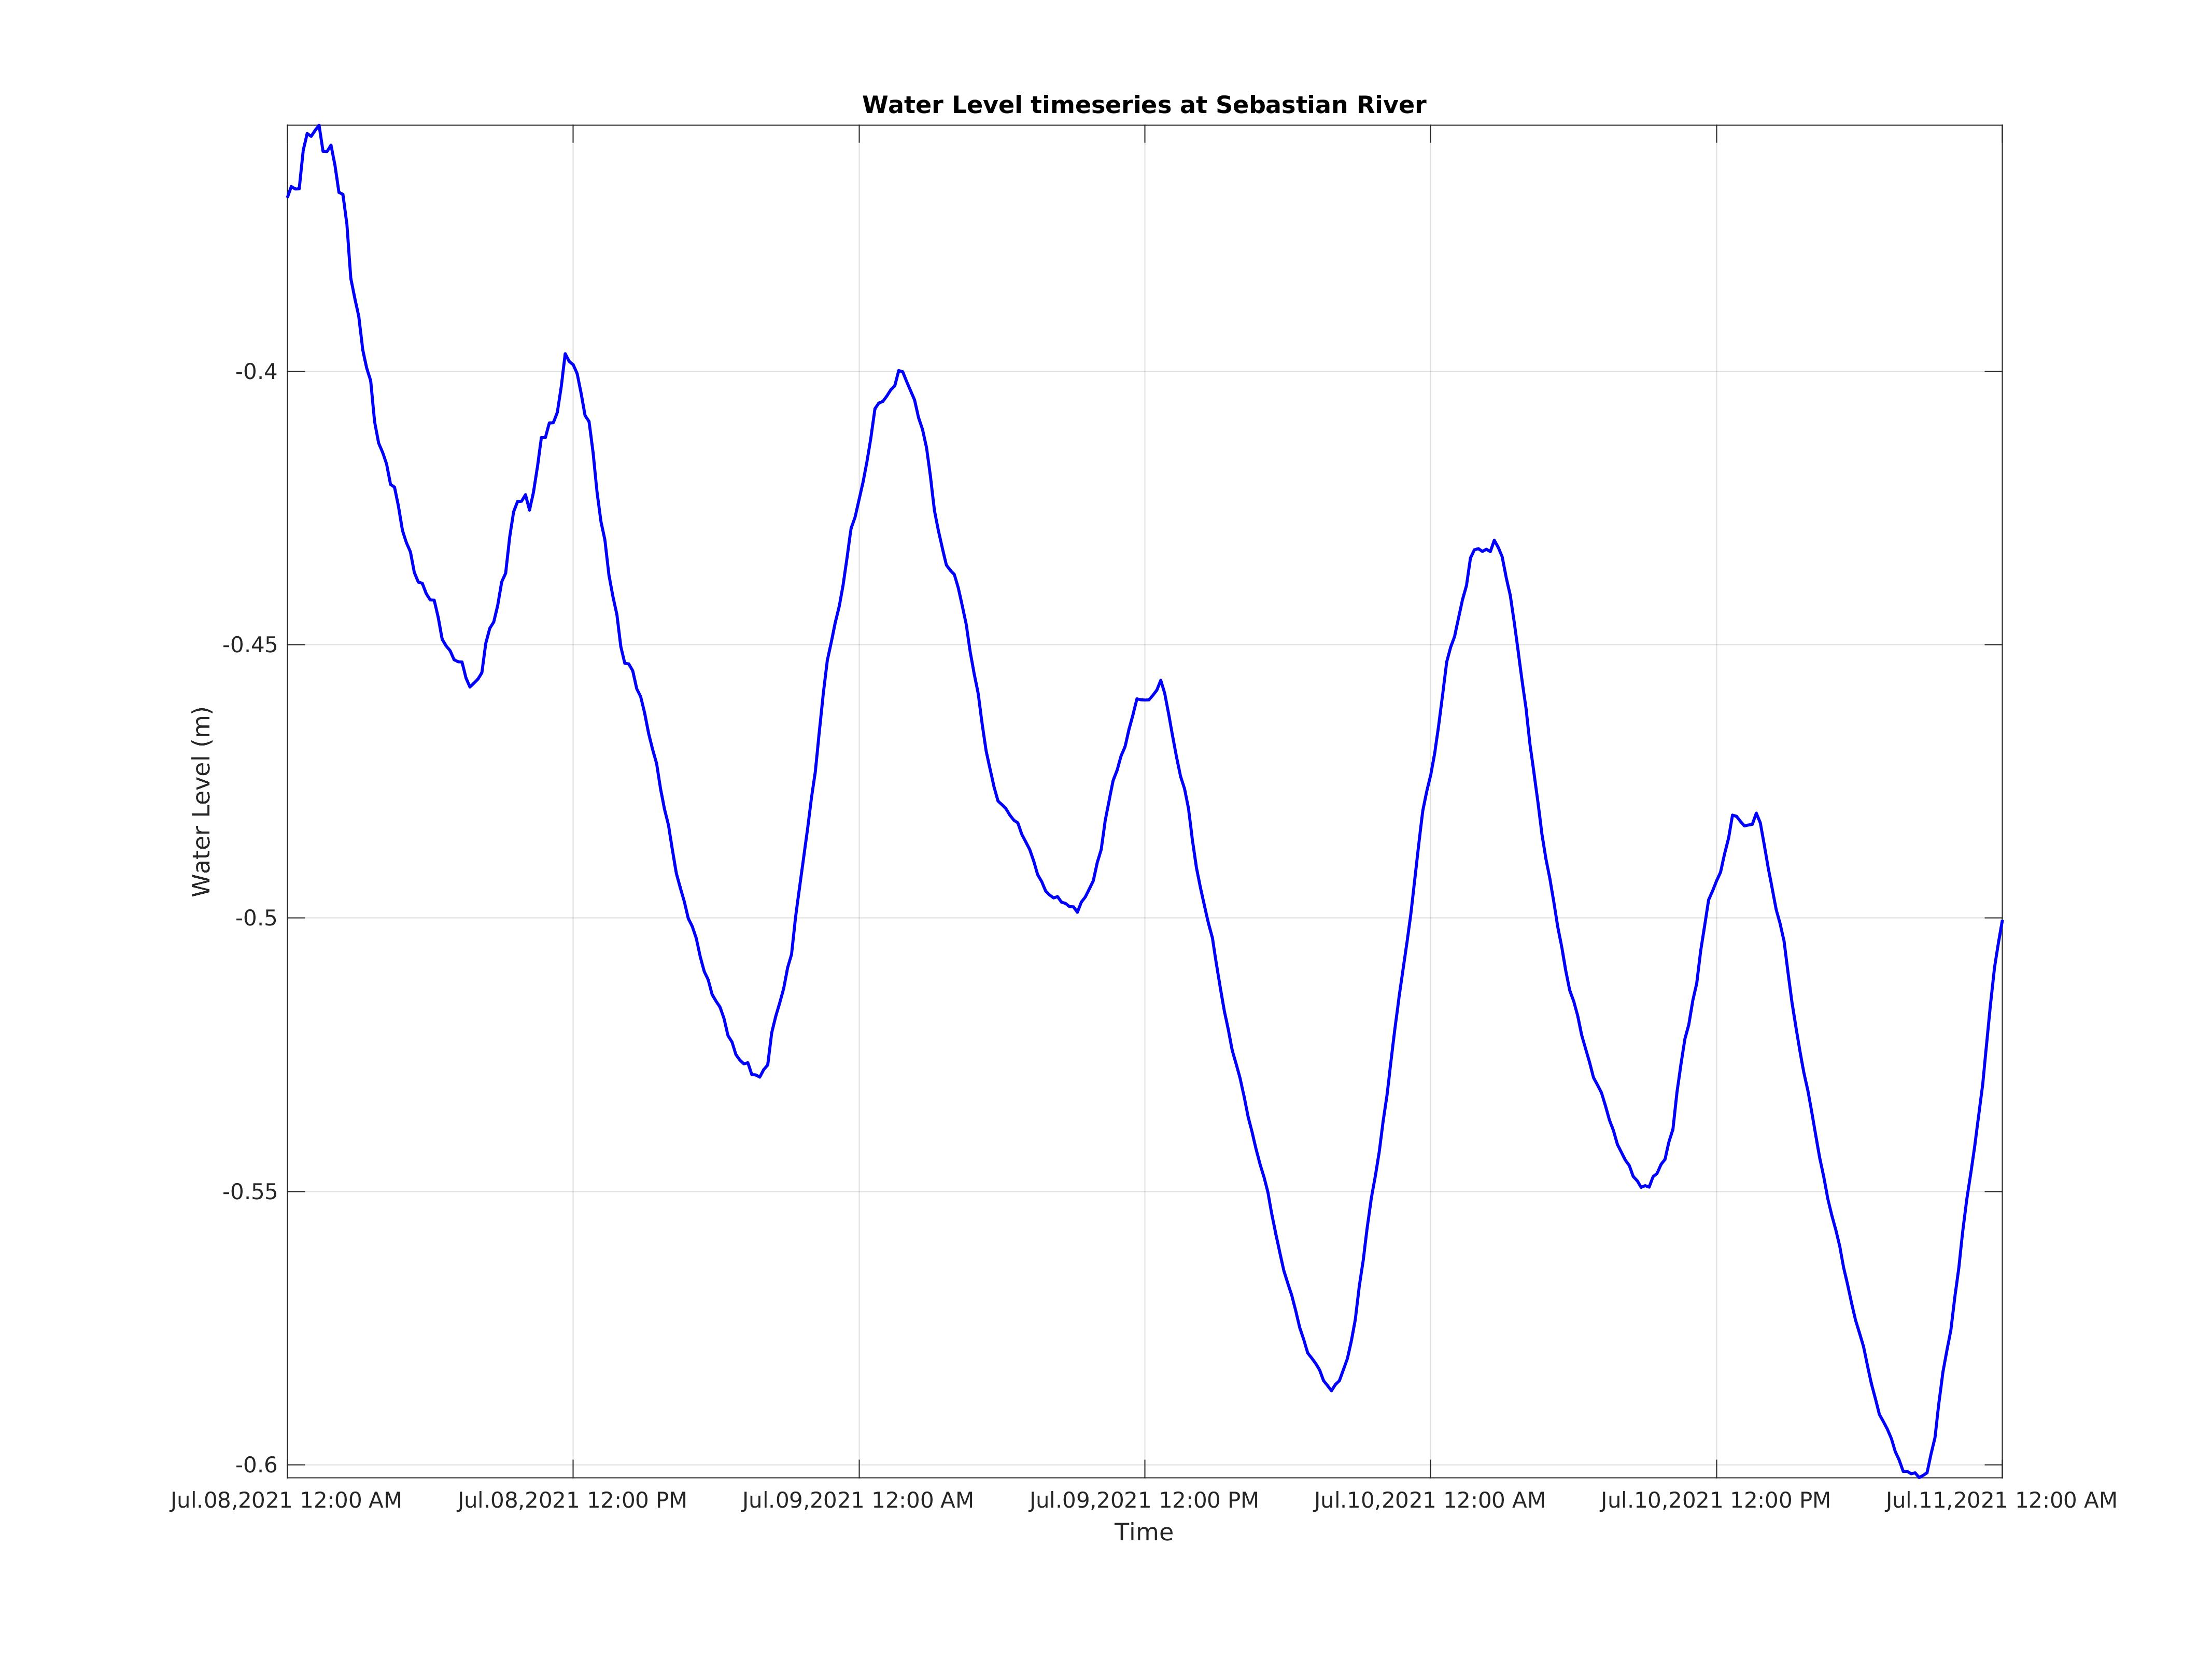 Water Level timeseries at Sebastian River
-0.4
-0.45
-0.5
-0.55
-0.6
Water Level (m)
Jul.08,2021 12:00 AM
Jul.08,2021 12:00 PM
Jul.09,2021 12:00 AM
Jul.09,2021 12:00 PM
Jul.10,2021 12:00 AM
Jul.10,2021 12:00 PM
Jul.11,2021 12:00 AM
Time